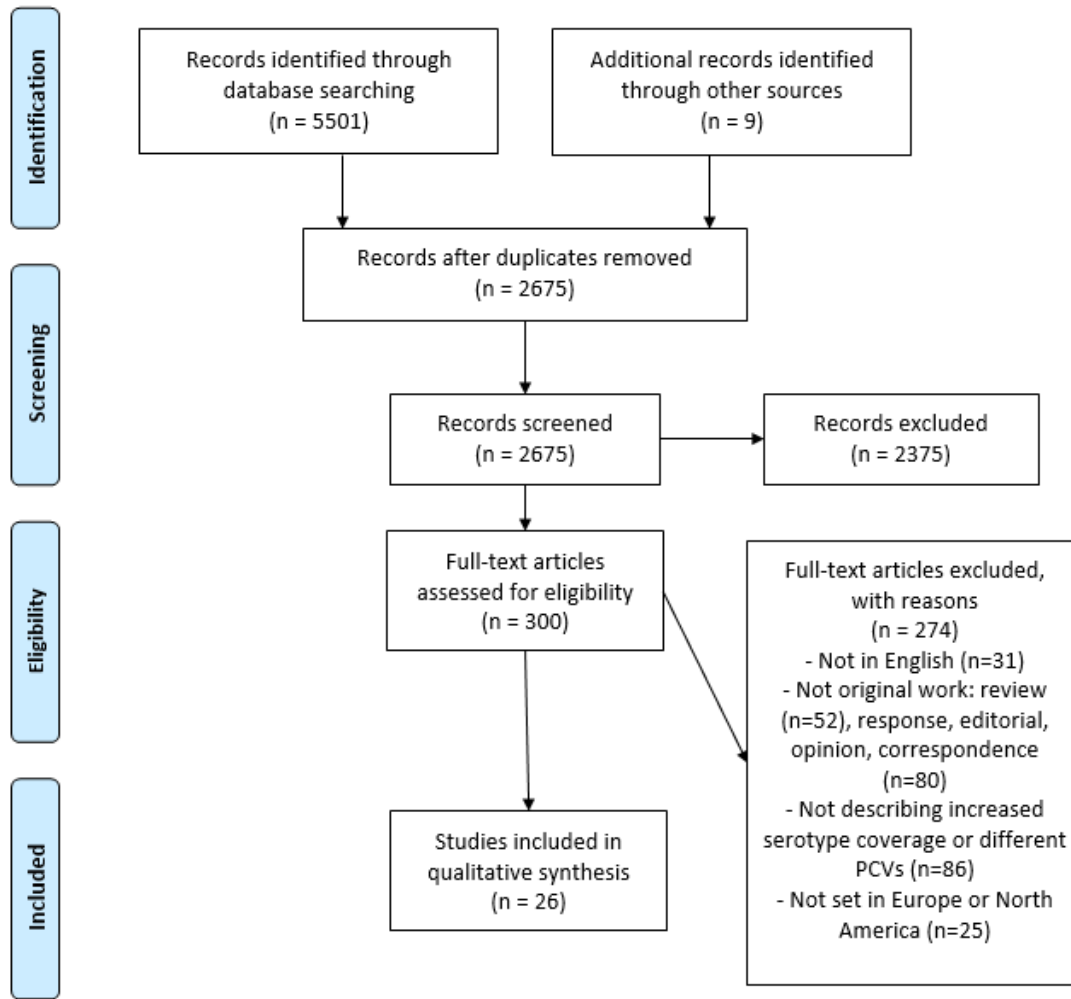 Identification
Records identified through
database searching
(n = 5501)
Additional records identified
through other sources
(n = 9)
Records after duplicates removed
(n = 2675)
Screening
Records screened
(n = 2675)
Records excluded
(n = 2375)
Eligibility
Full-text articles
assessed for eligibility
(n = 300)
Full-text articles excluded,
with reasons
(n = 274)
- Not in English (n=31)
- Not original work: review
(n=52), response, editorial,
opinion, correspondence
(n=80)
- Not describing increased
serotype coverage or different
PCVs (n=86)
- Not set in Europe or North
America (n=25)
Included
Studies included in
qualitative synthesis
(n = 26)